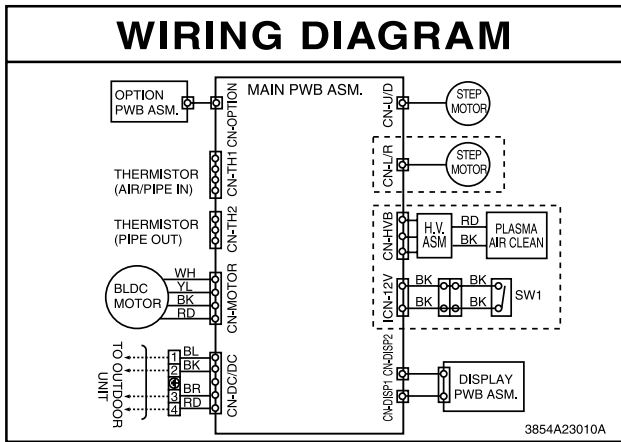 WIRING DIAGRAM
MAIN PWB ASM.
OPTION
PWB ASM.
CN-OPTION
THERMISTOR
(AIR/PIPE IN)
CN-TH1
THERMISTOR
(PIPE OUT)
CN-TH2
BLDC
MOTOR
WH
YL
BK
RD
CN-MOTOR
TO OUTDOOR
UNIT
1
2
3
4
BL
BK
BR
RD
CN-DC/DC
CN-U/D
STEP
MOTOR
CN-L/R
STEP
MOTOR
CN-HVB
H.V.
ASM
RD
BK
PLASMA
AIR CLEAN
CN-12V
BK
BK
BK
BK
SW1
CN-DISP2
CN-DISP1
DISPLAY
PWB ASM.
3854A23010A